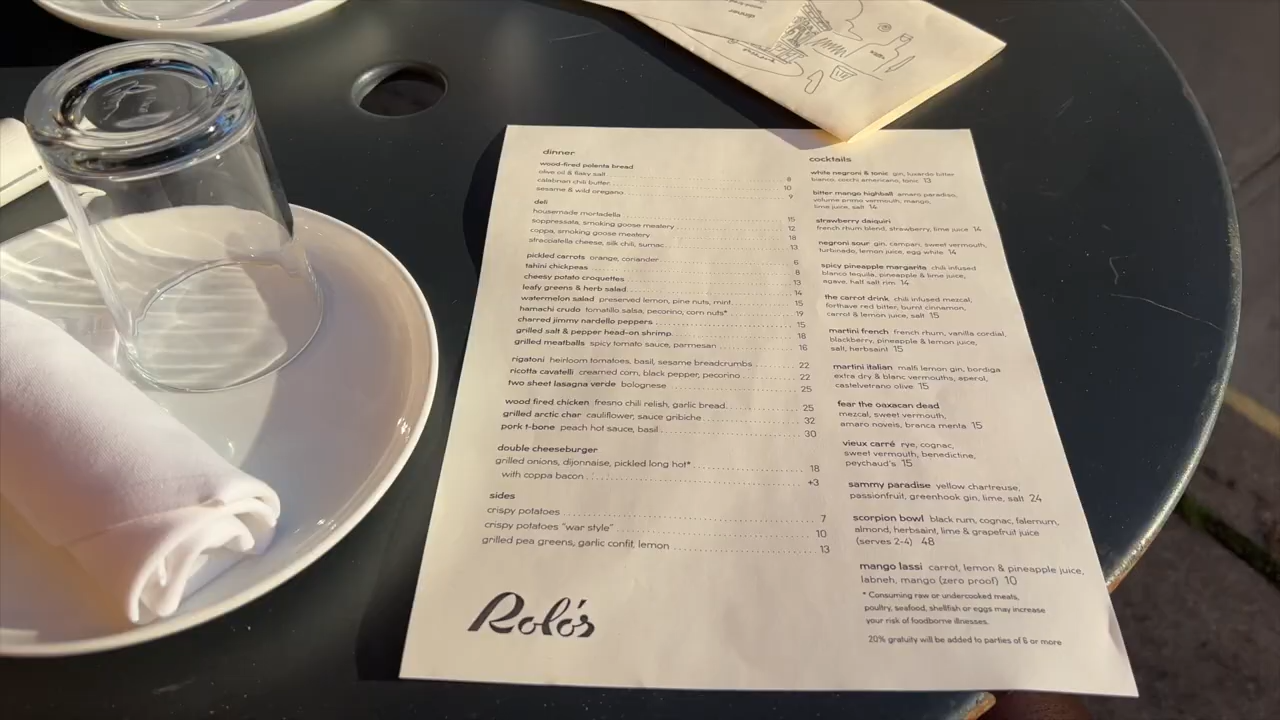 dinner
wood-fired polenta bread
olive oil & flaky salt 8
calabrian chili butter 10
sesame & wild oregano 9
deli
housemade mortadella 15
soppressata, smoking goose meatery 12
coppa, smoking goose meatery 18
stracciatella cheese, silk chili, sumac 13
pickled carrots orange, coriander 6
tahini chickpeas 8
cheesy potato croquettes 13
leafy greens & herb salad 14
watermelon salad preserved lemon, pine nuts, mint 15
hamachi crudo tomatillo salsa, pecorino, corn nuts* 19
charred jimmy nardello peppers 15
grilled salt & pepper head-on shrimp 18
grilled meatballs spicy tomato sauce, parmesan 16
rigatoni heirloom tomatoes, basil, sesame breadcrumbs 22
ricotta cavatelli creamed corn, black pepper, pecorino 22
two sheet lasagna verde bolognese 25
wood fired chicken fresno chili relish, garlic bread 25
grilled arctic char cauliflower, sauce gribiche 32
pork t-bone peach hot sauce, basil 30
double cheeseburger
grilled onions, dijonnaise, pickled long hot* 18
with coppa bacon +3
sides
crispy potatoes 7
crispy potatoes "war style" 10
grilled pea greens, garlic confit, lemon 13
Rolo's
cocktails
white negroni & tonic gin, luxardo bitter
bianco, cocchi americano, tonic 13
bitter mango highball amaro paradiso,
volume primo vermouth, mango,
lime juice, salt 14
strawberry daiquiri
french rhum blend, strawberry, lime juice 14
negroni sour gin, campari, sweet vermouth,
turbinado, lemon juice, egg white 14
spicy pineapple margarita chili infused
blanco tequila, pineapple & lime juice,
agave, half salt rim 14
the carrot drink chili infused mezcal,
forthave red bitter, burnt cinnamon,
carrot & lemon juice, salt 15
martini french french rhum, vanilla cordial,
blackberry, pineapple & lemon juice,
salt, herbsaint 15
martini italian malfi lemon gin, bordiga
extra dry & blanc vermouths, aperol,
castelvetrano olive 15
fear the oaxacan dead
mezcal, sweet vermouth,
amaro noveis, branca menta 15
vieux carré rye, cognac,
sweet vermouth, benedictine,
peychaud's 15
sammy paradise yellow chartreuse,
passionfruit, greenhook gin, lime, salt 24
scorpion bowl black rum, cognac, falernum,
almond, herbsaint, lime & grapefruit juice
(serves 2-4) 48
mango lassi carrot, lemon & pineapple juice,
labneh, mango (zero proof) 10
* Consuming raw or undercooked meats,
poultry, seafood, shellfish or eggs may increase
your risk of foodborne illnesses.
20% gratuity will be added to parties of 6 or more
dinner